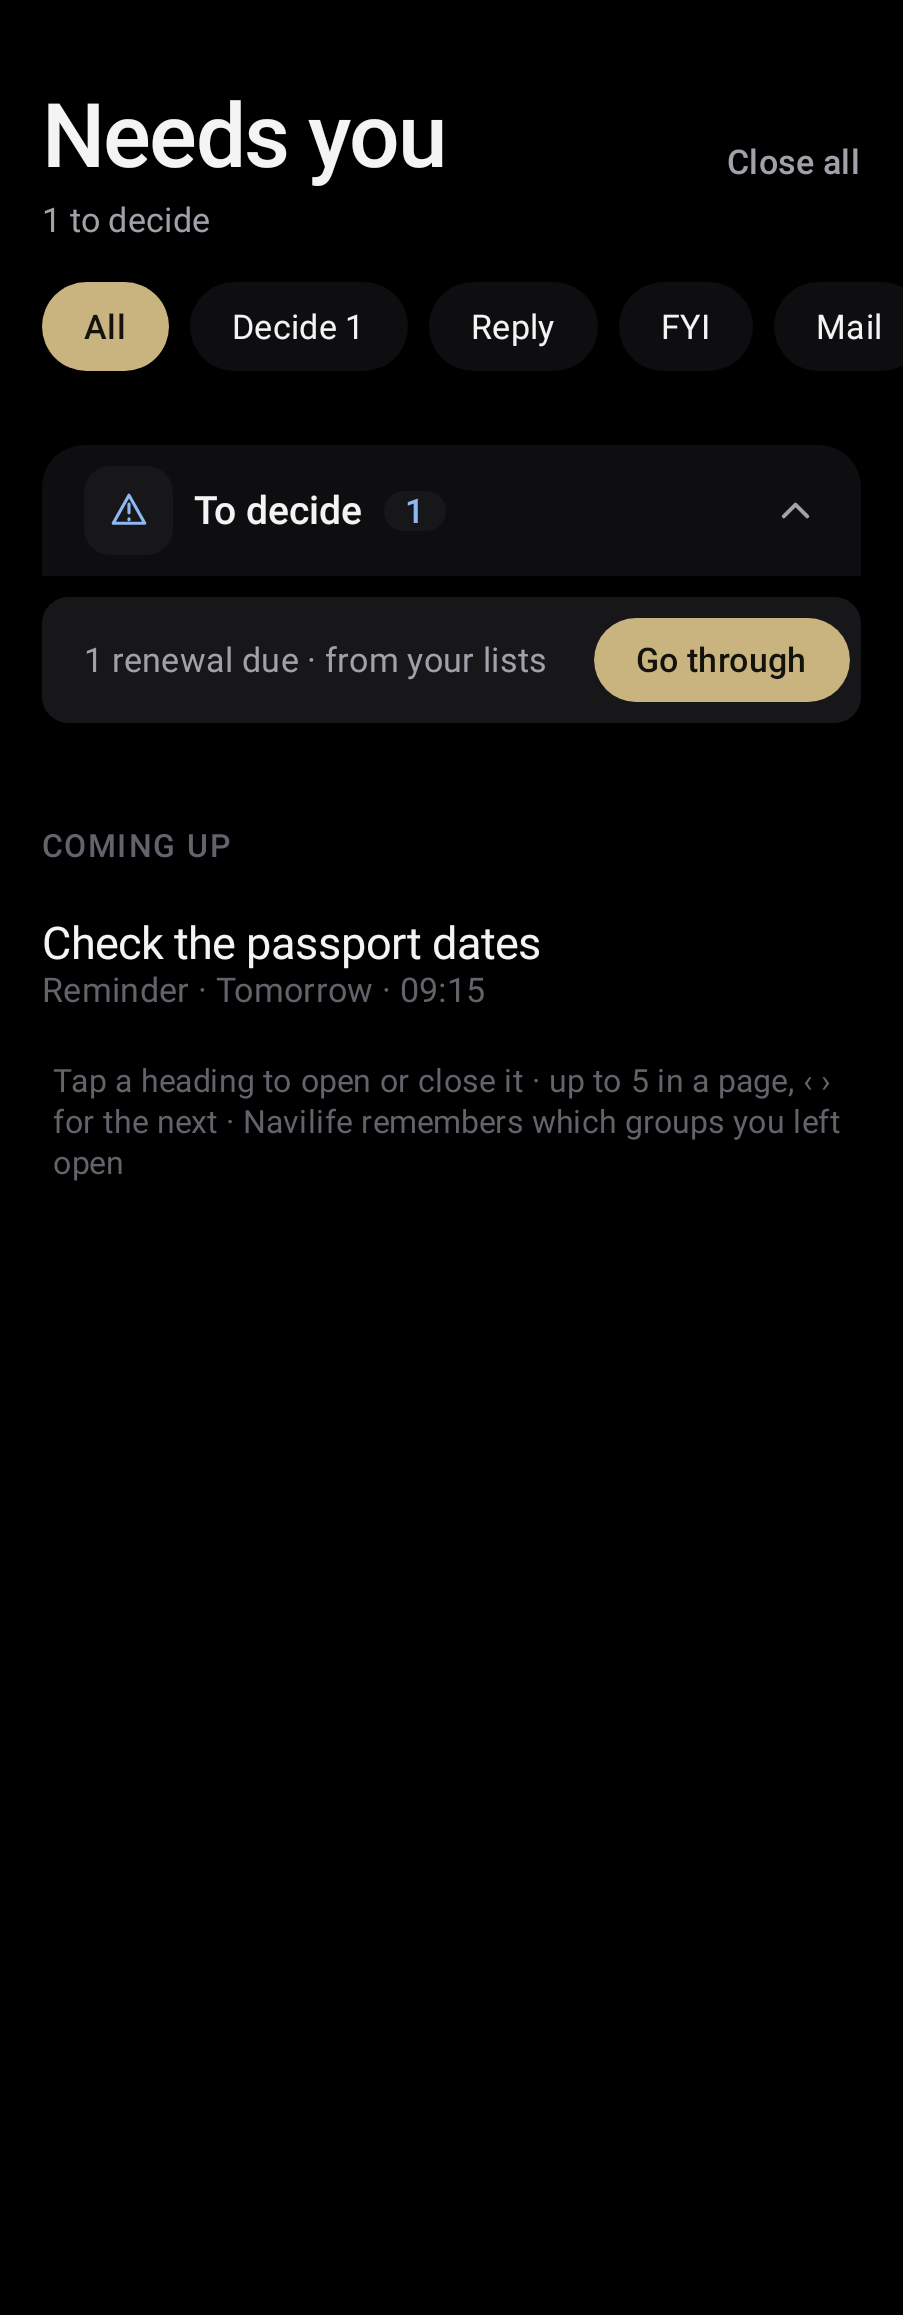 Needs you
Close all
1 to decide
All
Decide 1
Reply
FYI
Mail
To decide
1
1 renewal due · from your lists
Go through
COMING UP
Check the passport dates
Reminder · Tomorrow · 09:15
Tap a heading to open or close it · up to 5 in a page, ‹ ›
for the next · Navilife remembers which groups you left
open